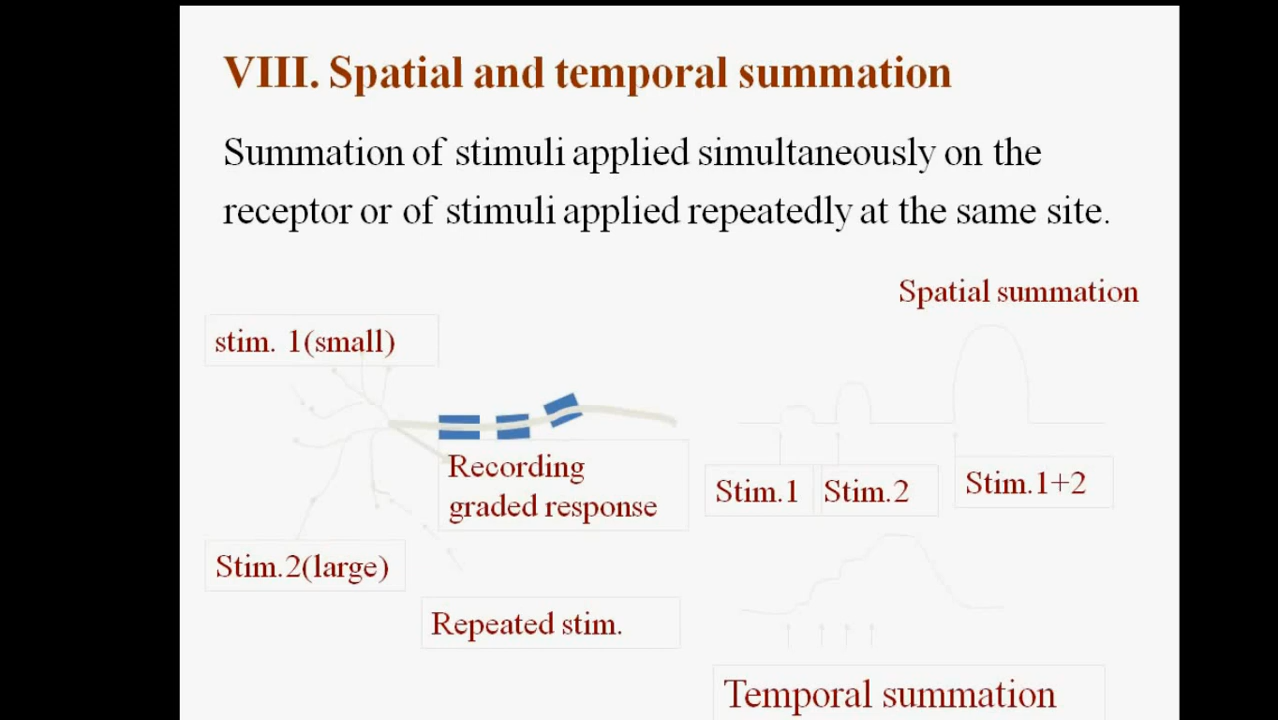 VIII. Spatial and temporal summation
Summation of stimuli applied simultaneously on the
receptor or of stimuli applied repeatedly at the same site.
Spatial summation
stim. 1(small)
Recording
graded response
Stim.1
Stim.2
Stim.1+2
Stim.2(large)
Repeated stim.
Temporal summation